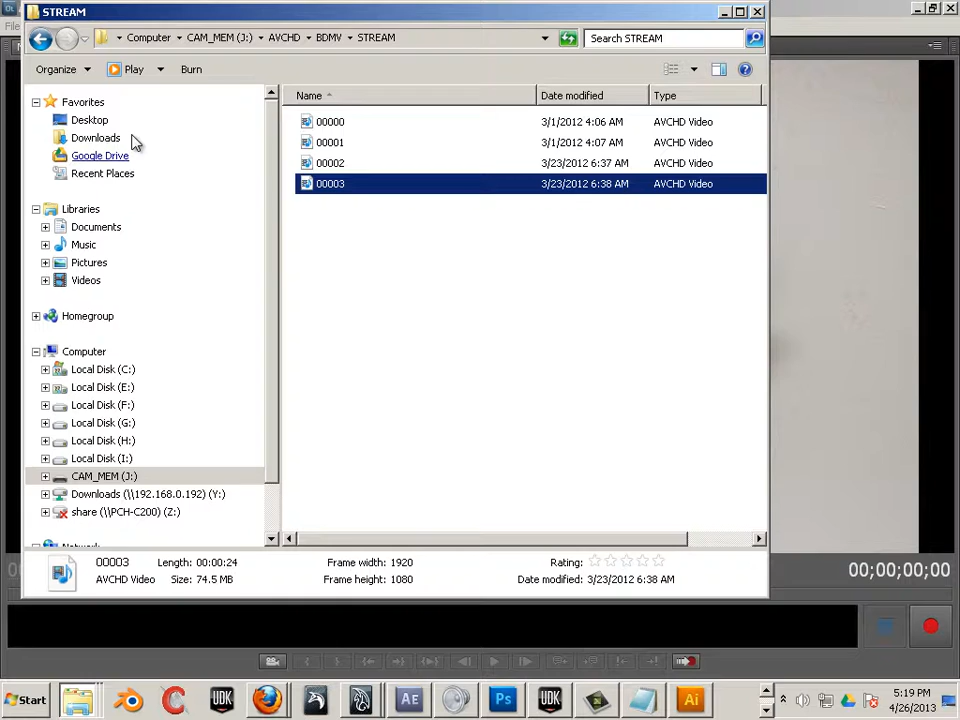 STREAM
Computer CAM_MEM (J:) AVCHD BDMV STREAM Search STREAM
Organize Play Burn
Name Date modified Type
Favorites
Desktop
Downloads
Google Drive
Recent Places
Libraries
Documents
Music
Pictures
Videos
Homegroup
Computer
Local Disk (C:)
Local Disk (E:)
Local Disk (F:)
Local Disk (G:)
Local Disk (H:)
Local Disk (I:)
CAM_MEM (J:)
Downloads (\\192.168.0.192) (Y:)
share (\\PCH-C200) (Z:)
00000 3/1/2012 4:06 AM AVCHD Video
00001 3/1/2012 4:07 AM AVCHD Video
00002 3/23/2012 6:37 AM AVCHD Video
00003 3/23/2012 6:38 AM AVCHD Video
00003 Length: 00:00:24 Frame width: 1920 Rating:
AVCHD Video Size: 74.5 MB Frame height: 1080 Date modified: 3/23/2012 6:38 AM
00;00;00;00
Start UDK Ae Ps UDK Ai 5:19 PM
4/26/2013